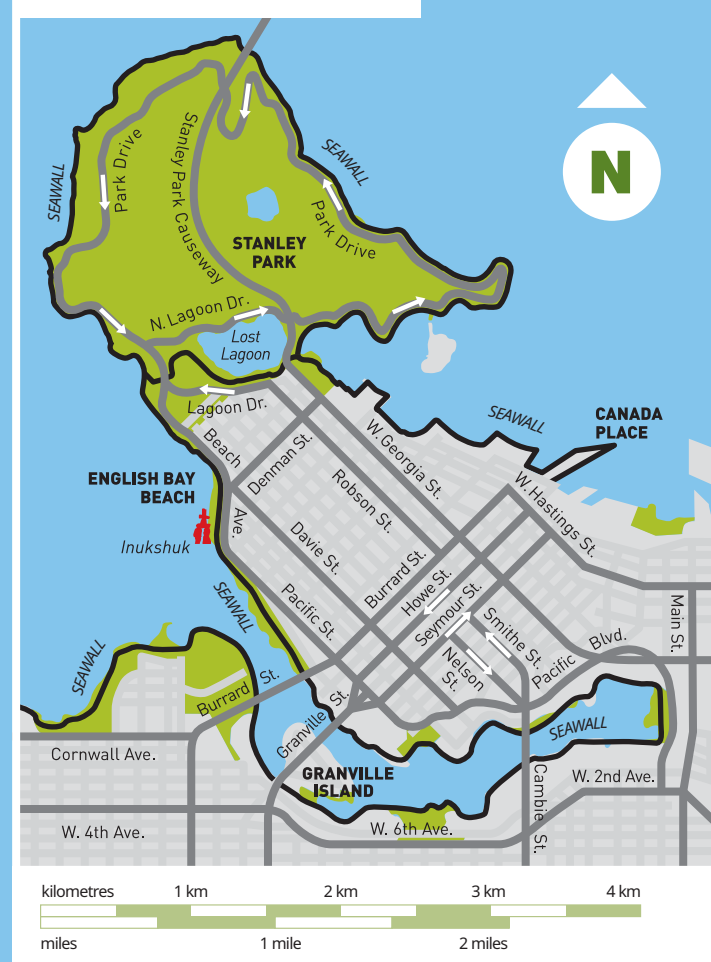 N
SEAWALL
Park Drive
Stanley Park Causeway
SEAWALL
Park Drive
STANLEY
PARK
N. Lagoon Dr.
Lost
Lagoon
Lagoon Dr.
SEAWALL
CANADA
PLACE
W. Georgia St.
Beach
Ave.
Denman St.
Robson St.
W. Hastings St.
ENGLISH BAY
BEACH
Inukshuk
Davie St.
Burrard St.
Howe St.
Seymour St.
Smithe St.
Nelson
St.
Pacific St.
Pacific
Blvd.
Main St.
SEAWALL
SEAWALL
Burrard St.
Granville St.
SEAWALL
Cornwall Ave.
GRANVILLE
ISLAND
Cambie St.
W. 2nd Ave.
W. 4th Ave.
W. 6th Ave.
kilometres 1 km 2 km 3 km 4 km
miles 1 mile 2 miles